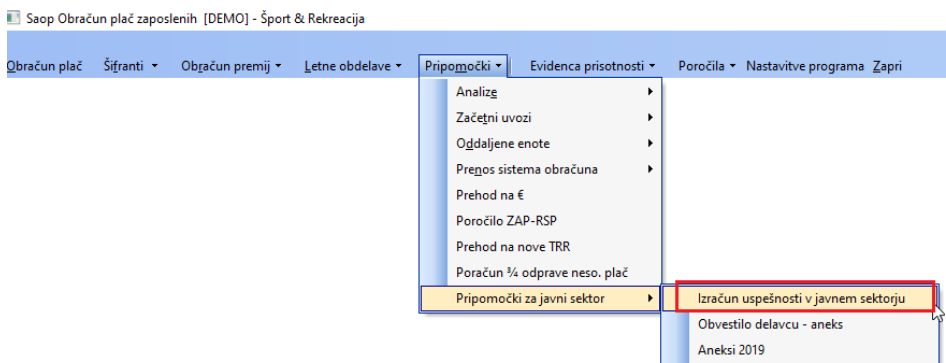 Saop Obračun plač zaposlenih [DEMO] - Šport & Rekreacija
Obračun plač Šifranti Obračun premij Letne obdelave Pripomočki Evidenca prisotnosti Poročila Nastavitve programa Zapri
Analize
Začetni uvozi
Oddaljene enote
Prenos sistema obračuna
Prehod na €
Poročilo ZAP-RSP
Prehod na nove TRR
Poračun ¾ odprave neso. plač
Pripomočki za javni sektor
Izračun uspešnosti v javnem sektorju
Obvestilo delavcu - aneks
Aneksi 2019